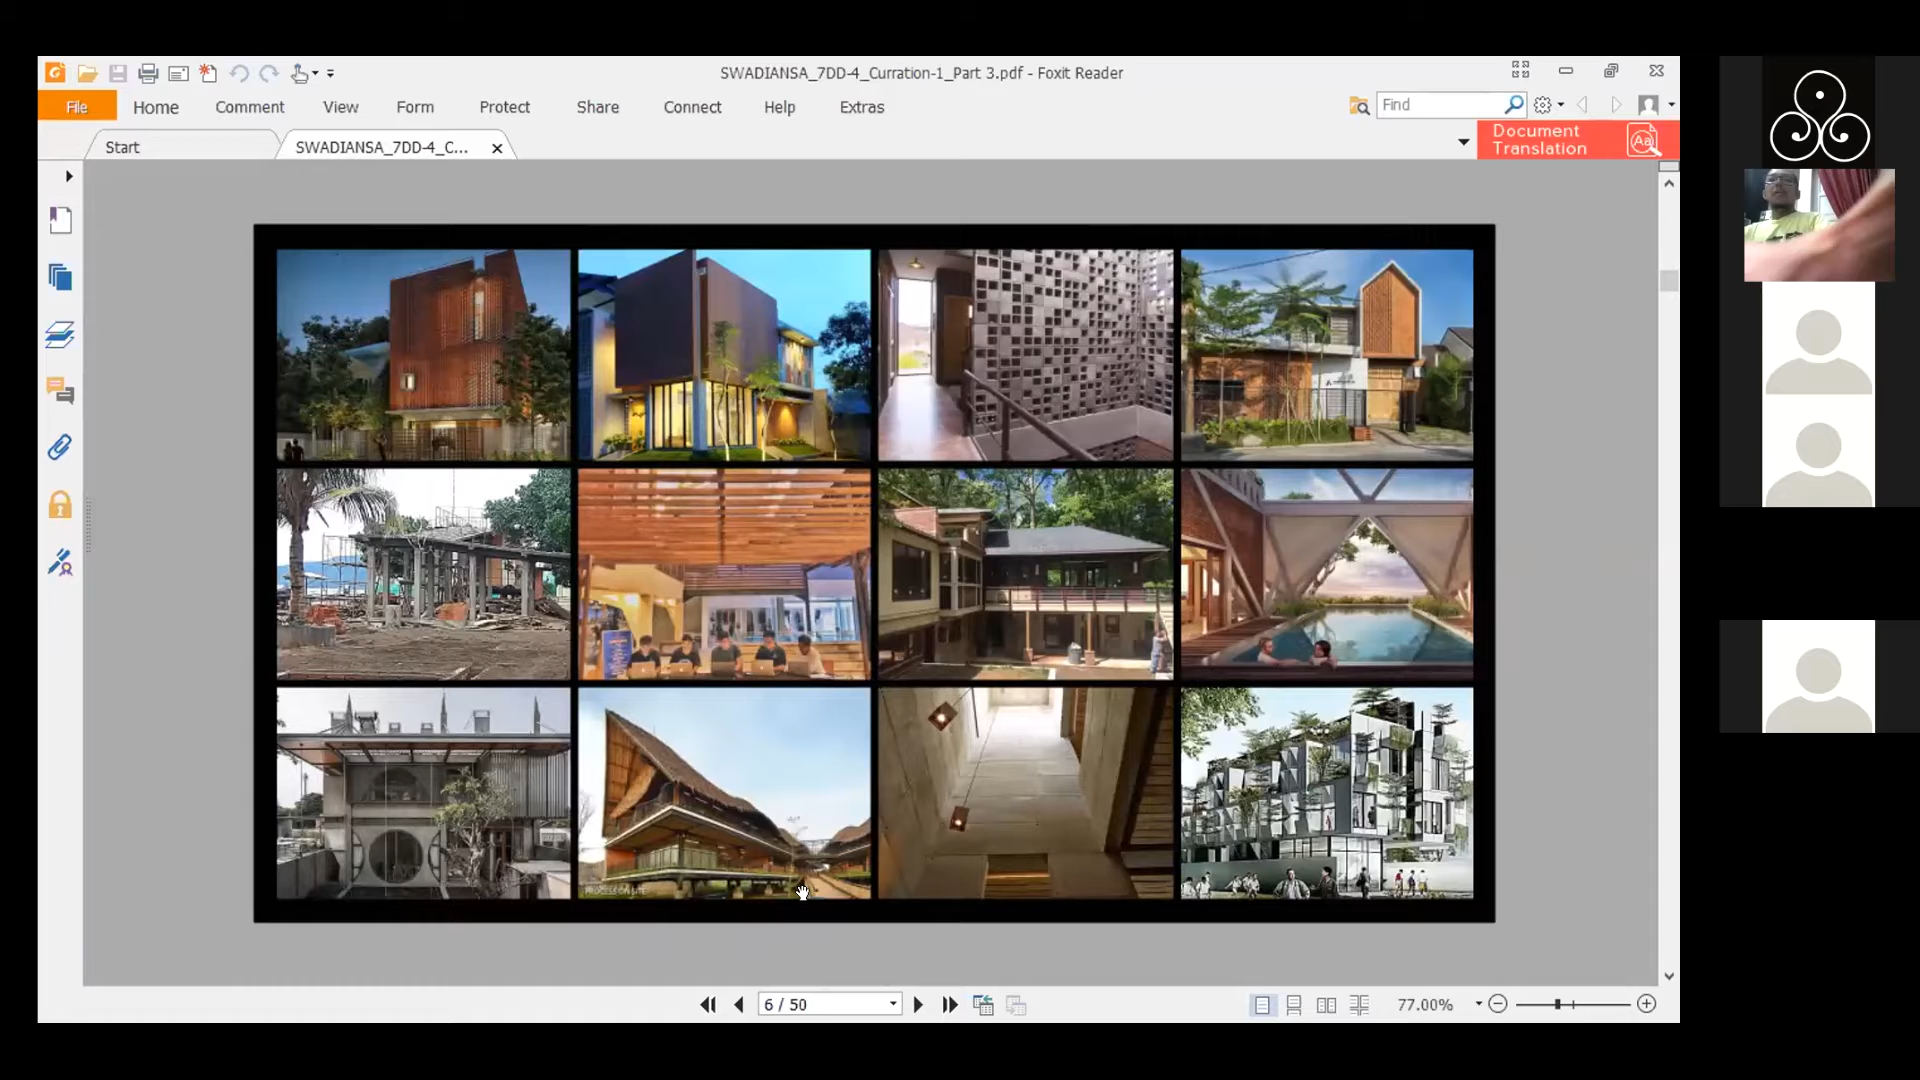 SWADIANSA_7DD-4_Curration-1_Part 3.pdf - Foxit Reader
File Home Comment View Form Protect Share Connect Help Extras
Find
Start
SWADIANSA_7DD-4_C...
Document
Translation
6 / 50
77.00%